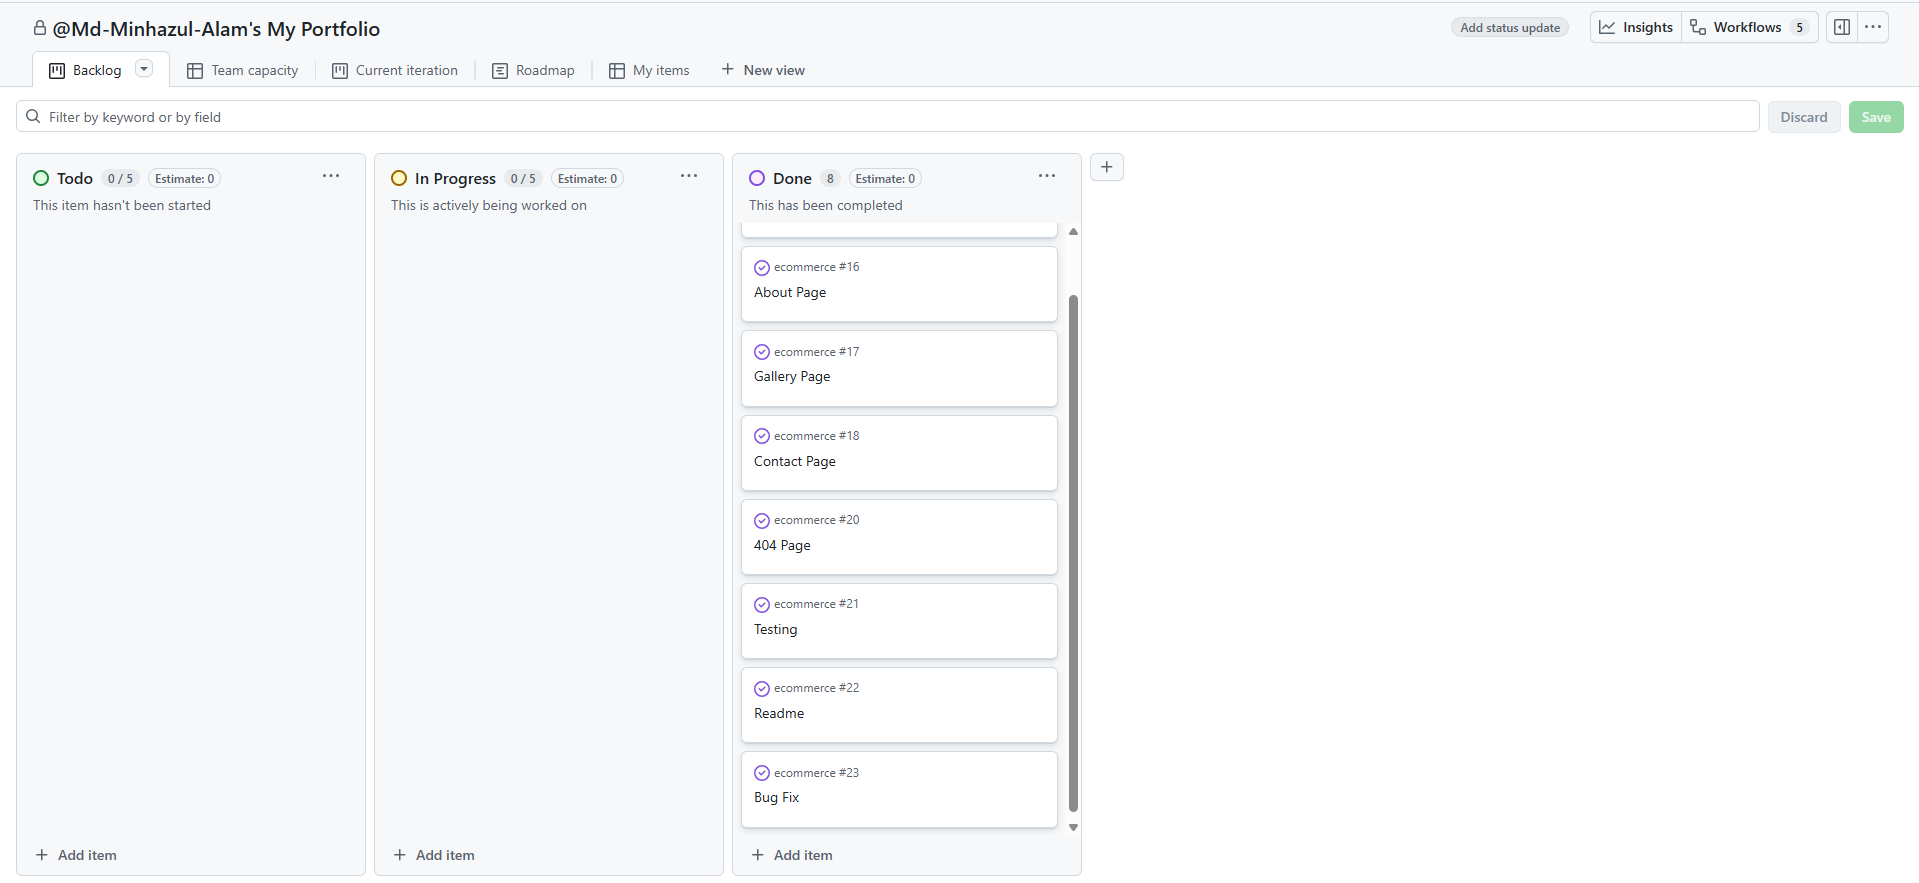 @Md-Minhazul-Alam's My Portfolio
Add status update
Insights
Workflows 5
Backlog
Team capacity
Current iteration
Roadmap
My items
New view
Filter by keyword or by field
Discard
Save
Todo 0 / 5 Estimate: 0
This item hasn't been started
Add item
In Progress 0 / 5 Estimate: 0
This is actively being worked on
Add item
Done 8 Estimate: 0
This has been completed
ecommerce #16
About Page
ecommerce #17
Gallery Page
ecommerce #18
Contact Page
ecommerce #20
404 Page
ecommerce #21
Testing
ecommerce #22
Readme
ecommerce #23
Bug Fix
Add item